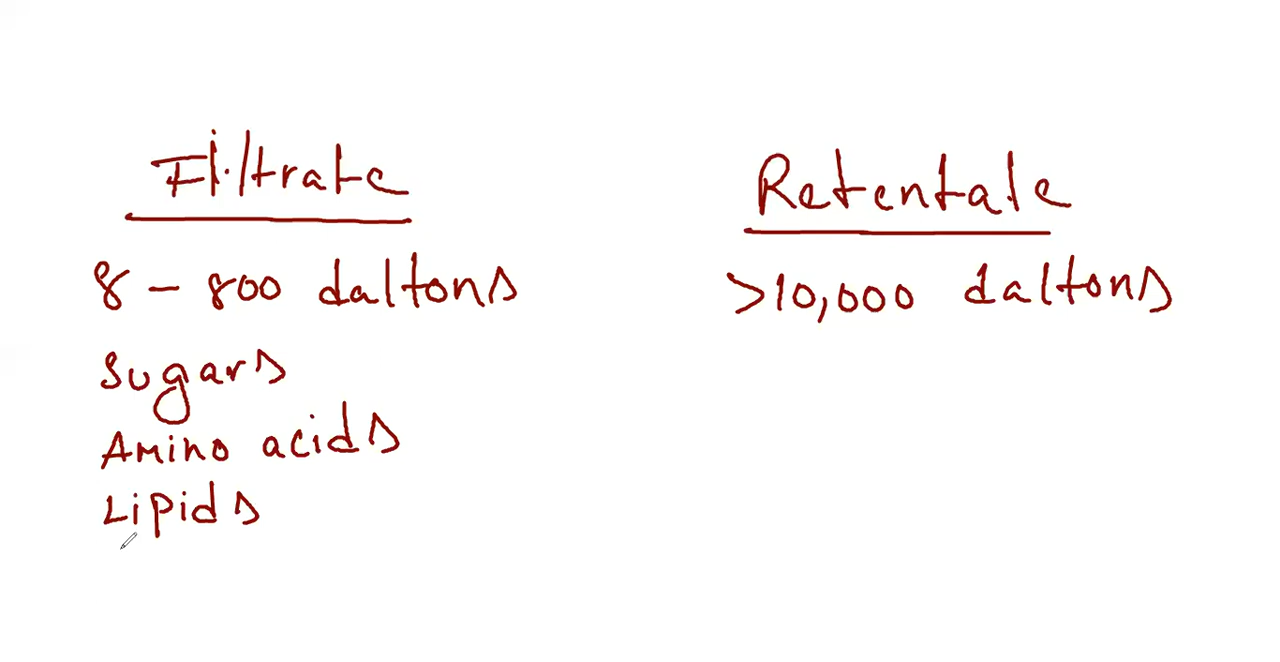 Filtrate
8 - 800 daltons
Sugars
Amino acids
Lipids
Retentate
>10,000 daltons